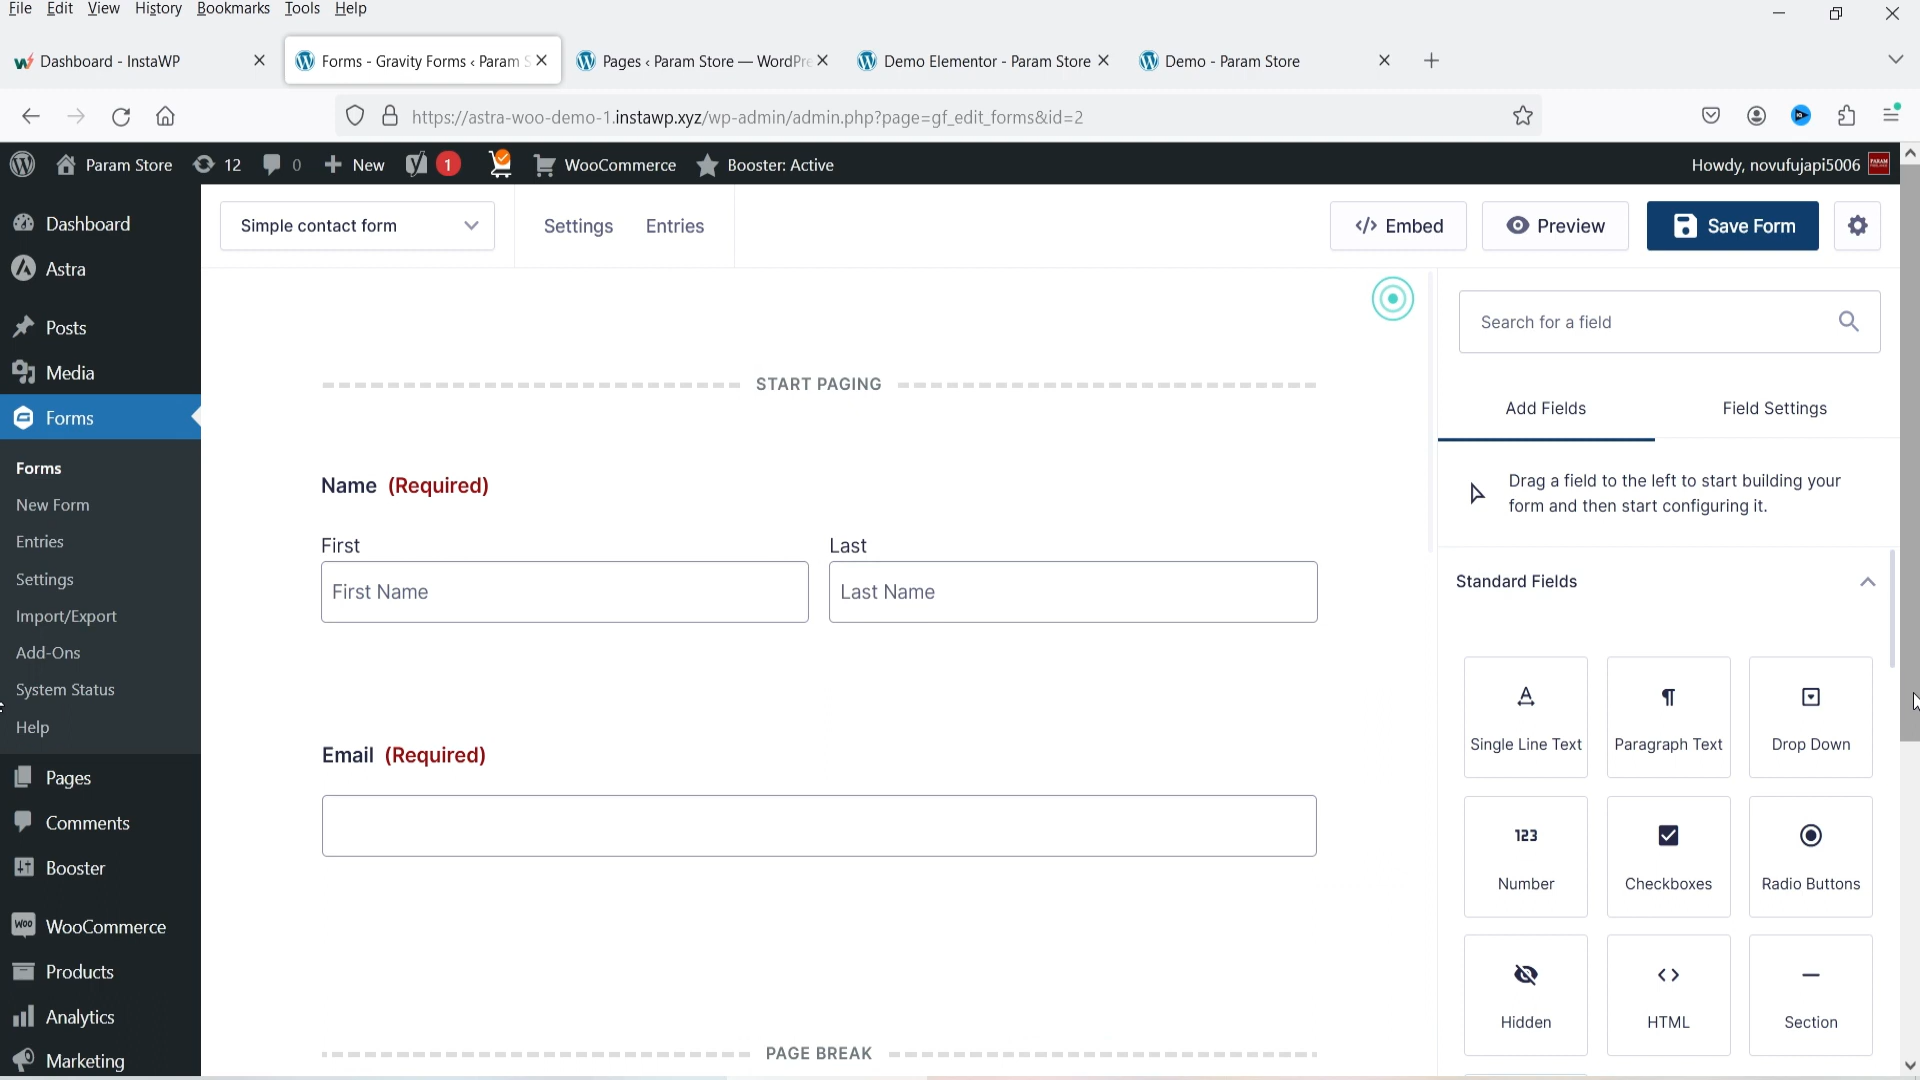 File Edit View History Bookmarks Tools Help
Dashboard - InstaWP
Forms - Gravity Forms ‹ Param S
Pages ‹ Param Store — WordPre
Demo Elementor - Param Store
Demo - Param Store
https://astra-woo-demo-1.instawp.xyz/wp-admin/admin.php?page=gf_edit_forms&id=2
Param Store 12 0 New 1 WooCommerce Booster: Active Howdy, novufujapi5006
Dashboard
Astra
Posts
Media
Forms
Forms
New Form
Entries
Settings
Import/Export
Add-Ons
System Status
Help
Pages
Comments
Booster
WooCommerce
Products
Analytics
Marketing
Simple contact form Settings Entries </> Embed Preview Save Form
START PAGING
Name (Required)
First Last
First Name Last Name
Email (Required)
PAGE BREAK
Search for a field
Add Fields Field Settings
Drag a field to the left to start building your
form and then start configuring it.
Standard Fields
Single Line Text Paragraph Text Drop Down
123
Number Checkboxes Radio Buttons
Hidden HTML Section